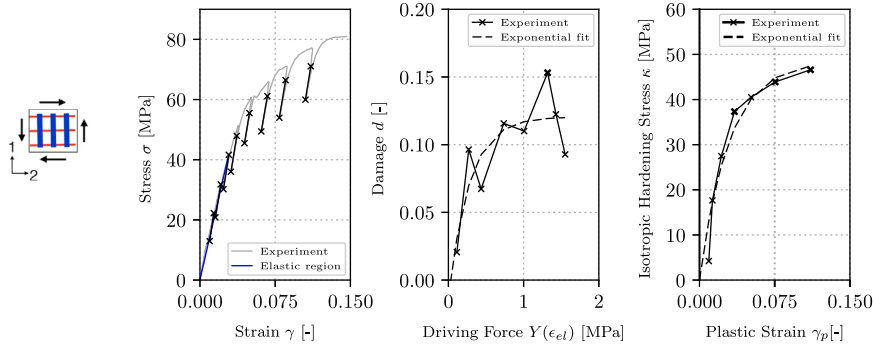 1
2
80
60
40
20
0
Stress σ [MPa]
Experiment
Elastic region
0.000
0.075
0.150
Strain γ [-]
0.20
0.15
0.10
0.05
0.00
Damage d [-]
Experiment
Exponential fit
0
1
2
Driving Force Y(ϵel) [MPa]
60
50
40
30
20
10
0
Isotropic Hardening Stress κ [MPa]
Experiment
Exponential fit
0.000
0.075
0.150
Plastic Strain γp[-]